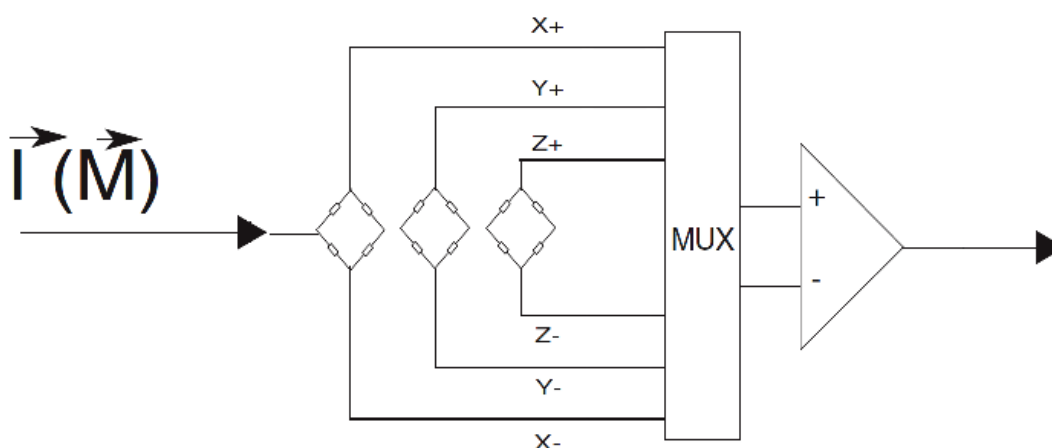 X+
Y+
Z+
I (M)
MUX
+
-
Z-
Y-
X-